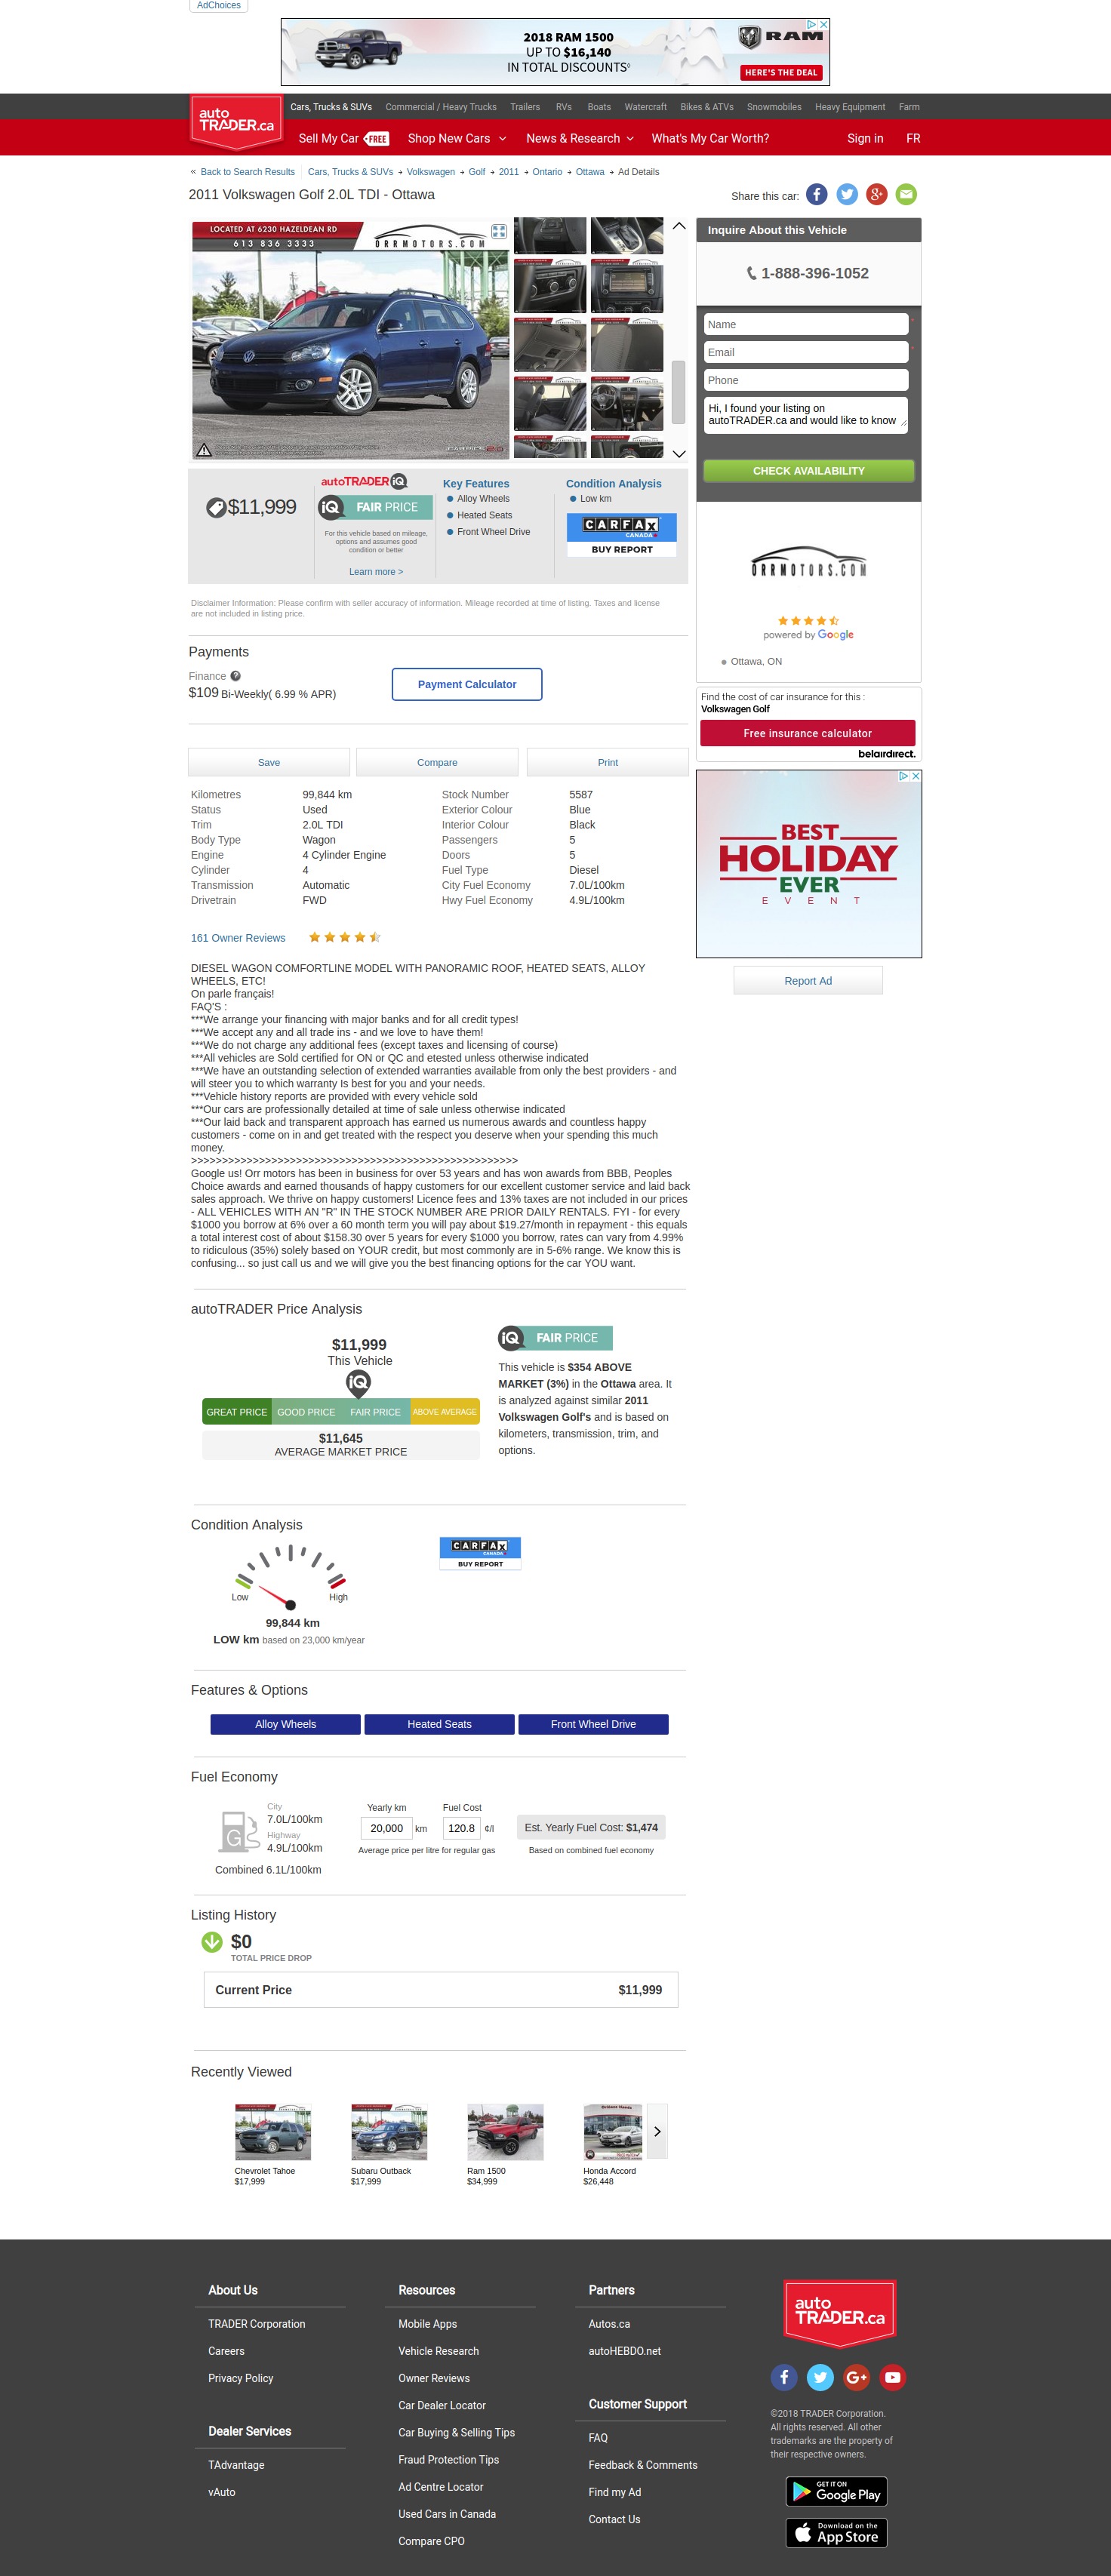 AdChoices
2018 RAM 1500
UP TO $16,140
IN TOTAL DISCOUNTS◊
RAM
HERE'S THE DEAL
auto
TRADER.ca
Cars, Trucks & SUVs Commercial / Heavy Trucks Trailers RVs Boats Watercraft Bikes & ATVs Snowmobiles Heavy Equipment Farm
Sell My Car FREE Shop New Cars News & Research What's My Car Worth? Sign in FR
« Back to Search Results Cars, Trucks & SUVs Volkswagen Golf 2011 Ontario Ottawa Ad Details
2011 Volkswagen Golf 2.0L TDI - Ottawa
Share this car:
LOCATED AT 6230 HAZELDEAN RD
613 836 3333
ORRMOTORS.COM
Inquire About this Vehicle
1-888-396-1052
Name
*
Email
*
Phone
Hi, I found your listing on
autoTRADER.ca and would like to know
CHECK AVAILABILITY
ORRMOTORS.COM
powered by Google
Ottawa, ON
$11,999
autoTRADER iQ
iQ FAIR PRICE
For this vehicle based on mileage,
options and assumes good
condition or better
Learn more >
Key Features
Alloy Wheels
Heated Seats
Front Wheel Drive
Condition Analysis
Low km
CARFAX
CANADA
BUY REPORT
Disclaimer Information: Please confirm with seller accuracy of information. Mileage recorded at time of listing. Taxes and license
are not included in listing price.
Payments
Finance ?
$109 Bi-Weekly( 6.99 % APR)
Payment Calculator
Find the cost of car insurance for this :
Volkswagen Golf
Free insurance calculator
belairdirect.
Save
Compare
Print
BEST
HOLIDAY
EVER
EVENT
Report Ad
Kilometres 99,844 km Stock Number 5587
Status Used Exterior Colour Blue
Trim 2.0L TDI Interior Colour Black
Body Type Wagon Passengers 5
Engine 4 Cylinder Engine Doors 5
Cylinder 4 Fuel Type Diesel
Transmission Automatic City Fuel Economy 7.0L/100km
Drivetrain FWD Hwy Fuel Economy 4.9L/100km
161 Owner Reviews
DIESEL WAGON COMFORTLINE MODEL WITH PANORAMIC ROOF, HEATED SEATS, ALLOY
WHEELS, ETC!
On parle français!
FAQ'S :
***We arrange your financing with major banks and for all credit types!
***We accept any and all trade ins - and we love to have them!
***We do not charge any additional fees (except taxes and licensing of course)
***All vehicles are Sold certified for ON or QC and etested unless otherwise indicated
***We have an outstanding selection of extended warranties available from only the best providers - and
will steer you to which warranty Is best for you and your needs.
***Vehicle history reports are provided with every vehicle sold
***Our cars are professionally detailed at time of sale unless otherwise indicated
***Our laid back and transparent approach has earned us numerous awards and countless happy
customers - come on in and get treated with the respect you deserve when your spending this much
money.
>>>>>>>>>>>>>>>>>>>>>>>>>>>>>>>>>>>>>>>>>>>>>>>>>>>>>
Google us! Orr motors has been in business for over 53 years and has won awards from BBB, Peoples
Choice awards and earned thousands of happy customers for our excellent customer service and laid back
sales approach. We thrive on happy customers! Licence fees and 13% taxes are not included in our prices
- ALL VEHICLES WITH AN "R" IN THE STOCK NUMBER ARE PRIOR DAILY RENTALS. FYI - for every
$1000 you borrow at 6% over a 60 month term you will pay about $19.27/month in repayment - this equals
a total interest cost of about $158.30 over 5 years for every $1000 you borrow, rates can vary from 4.99%
to ridiculous (35%) solely based on YOUR credit, but most commonly are in 5-6% range. We know this is
confusing... so just call us and we will give you the best financing options for the car YOU want.
autoTRADER Price Analysis
$11,999
This Vehicle
iQ
GREAT PRICE GOOD PRICE FAIR PRICE ABOVE AVERAGE
$11,645
AVERAGE MARKET PRICE
iQ FAIR PRICE
This vehicle is $354 ABOVE
MARKET (3%) in the Ottawa area. It
is analyzed against similar 2011
Volkswagen Golf's and is based on
kilometers, transmission, trim, and
options.
Condition Analysis
Low High
99,844 km
LOW km based on 23,000 km/year
CARFAX
CANADA
BUY REPORT
Features & Options
Alloy Wheels
Heated Seats
Front Wheel Drive
Fuel Economy
G
City
7.0L/100km
Highway
4.9L/100km
Combined 6.1L/100km
Yearly km Fuel Cost
20,000 km 120.8 ¢/l
Average price per litre for regular gas
Est. Yearly Fuel Cost: $1,474
Based on combined fuel economy
Listing History
$0
TOTAL PRICE DROP
Current Price $11,999
Recently Viewed
Chevrolet Tahoe
$17,999
Subaru Outback
$17,999
Ram 1500
$34,999
Honda Accord
$26,448
About Us
TRADER Corporation
Careers
Privacy Policy
Dealer Services
TAdvantage
vAuto
Resources
Mobile Apps
Vehicle Research
Owner Reviews
Car Dealer Locator
Car Buying & Selling Tips
Fraud Protection Tips
Ad Centre Locator
Used Cars in Canada
Compare CPO
Partners
Autos.ca
autoHEBDO.net
Customer Support
FAQ
Feedback & Comments
Find my Ad
Contact Us
auto
TRADER.ca
©2018 TRADER Corporation.
All rights reserved. All other
trademarks are the property of
their respective owners.
GET IT ON
Google Play
Download on the
App Store